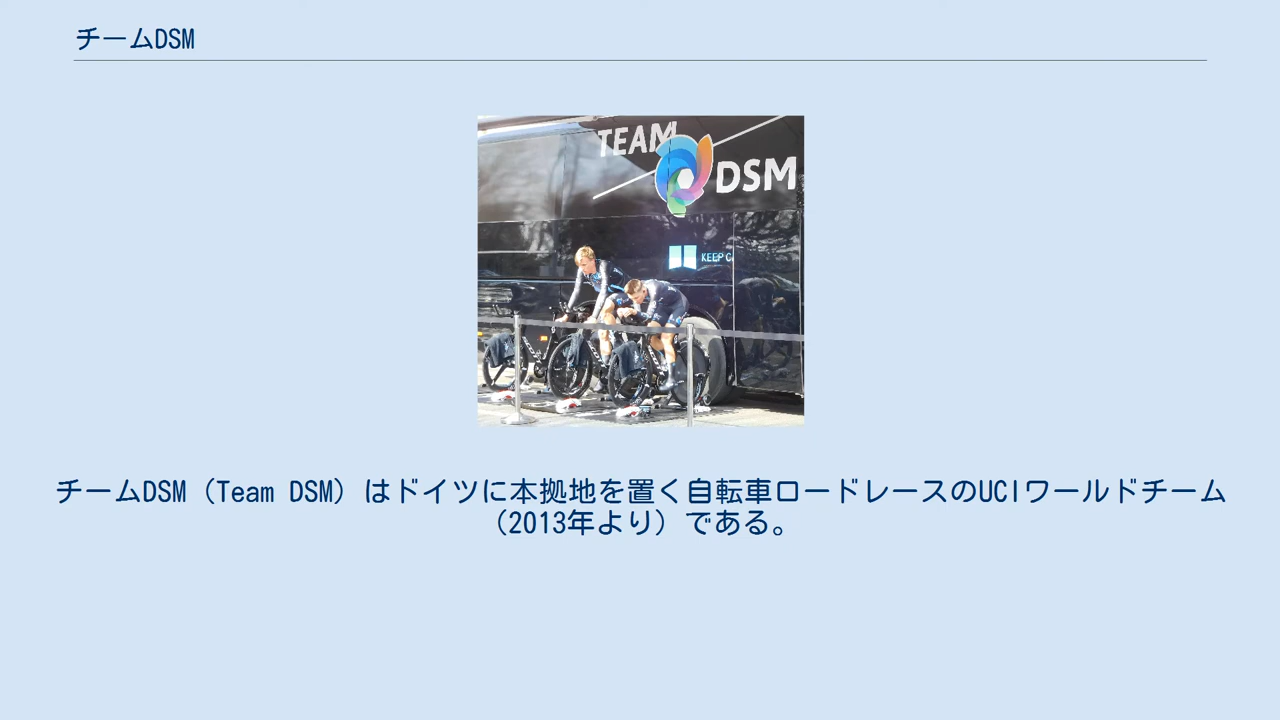 チームDSM
TEAM
DSM
KEEP C
チームDSM（Team DSM）はドイツに本拠地を置く自転車ロードレースのUCIワールドチーム
（2013年より）である。